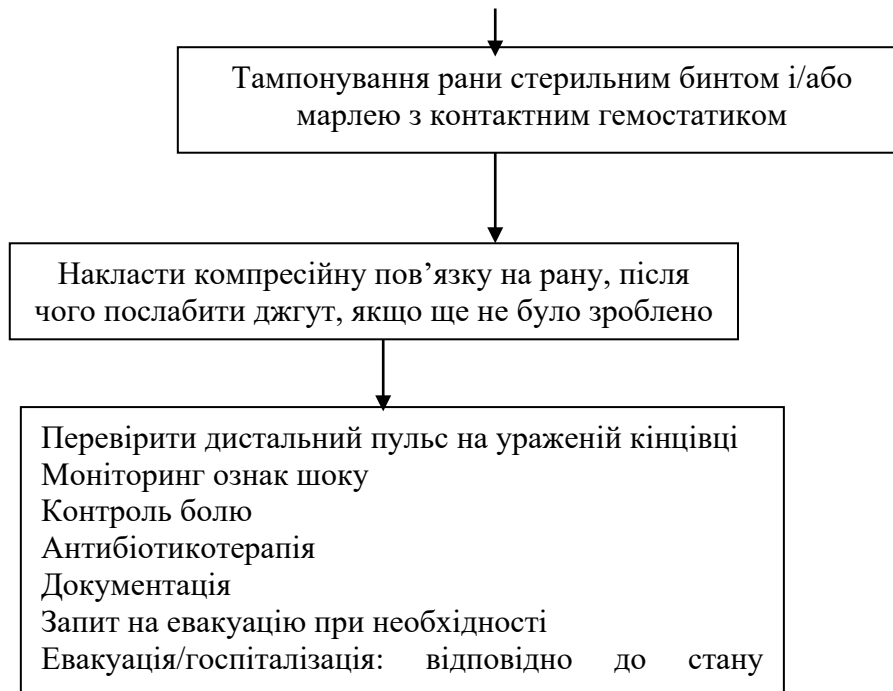 Тампонування рани стерильним бинтом і/або
марлею з контактним гемостатиком
Накласти компресійну пов’язку на рану, після
чого послабити джгут, якщо ще не було зроблено
Перевірити дистальний пульс на ураженій кінцівці
Моніторинг ознак шоку
Контроль болю
Антибіотикотерапія
Документація
Запит на евакуацію при необхідності
Евакуація/госпіталізація: відповідно до стану